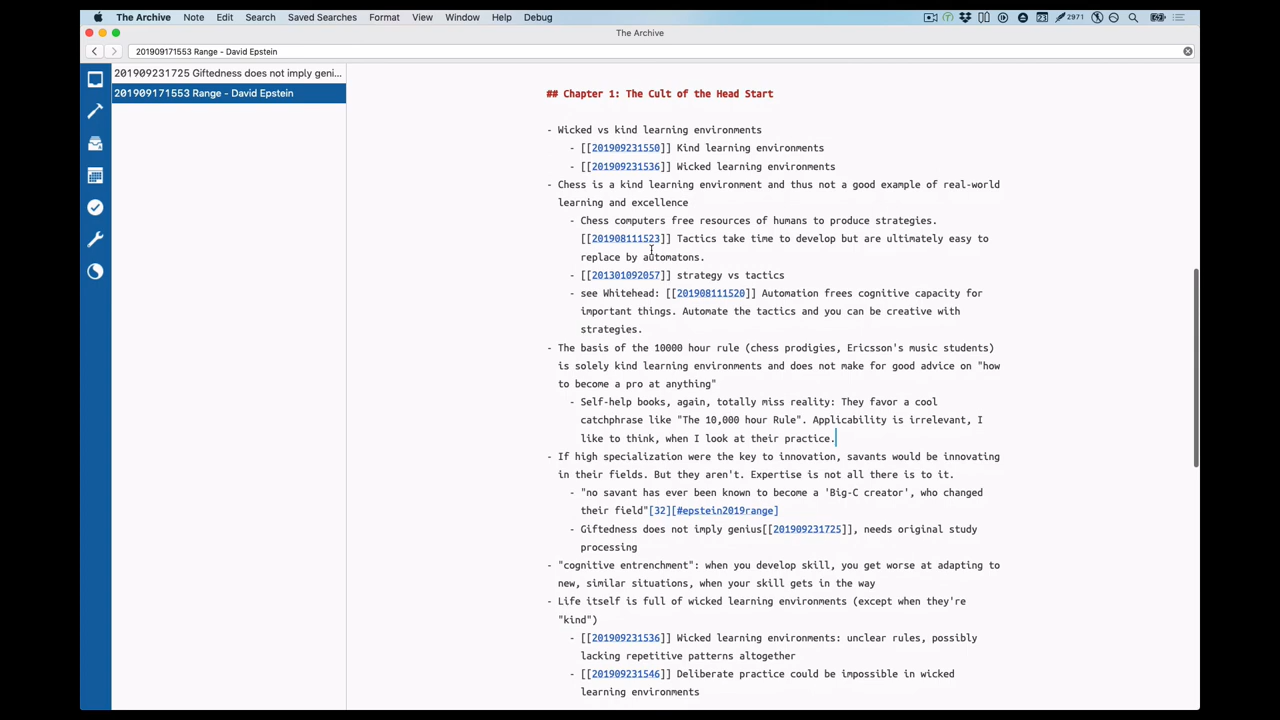 The Archive Note Edit Search Saved Searches Format View Window Help Debug 2971
The Archive
201909171553 Range - David Epstein
201909231725 Giftedness does not imply geni...
201909171553 Range - David Epstein
## Chapter 1: The Cult of the Head Start
- Wicked vs kind learning environments
- [[201909231550]] Kind learning environments
- [[201909231536]] Wicked learning environments
- Chess is a kind learning environment and thus not a good example of real-world
learning and excellence
- Chess computers free resources of humans to produce strategies.
[[201908111523]] Tactics take time to develop but are ultimately easy to
replace by automatons.
- [[201301092057]] strategy vs tactics
- see Whitehead: [[201908111520]] Automation frees cognitive capacity for
important things. Automate the tactics and you can be creative with
strategies.
- The basis of the 10000 hour rule (chess prodigies, Ericsson's music students)
is solely kind learning environments and does not make for good advice on "how
to become a pro at anything"
- Self-help books, again, totally miss reality: They favor a cool
catchphrase like "The 10,000 hour Rule". Applicability is irrelevant, I
like to think, when I look at their practice.
- If high specialization were the key to innovation, savants would be innovating
in their fields. But they aren't. Expertise is not all there is to it.
- "no savant has ever been known to become a 'Big-C creator', who changed
their field"[32][#epstein2019range]
- Giftedness does not imply genius[[201909231725]], needs original study
processing
- "cognitive entrenchment": when you develop skill, you get worse at adapting to
new, similar situations, when your skill gets in the way
- Life itself is full of wicked learning environments (except when they're
"kind")
- [[201909231536]] Wicked learning environments: unclear rules, possibly
lacking repetitive patterns altogether
- [[201909231546]] Deliberate practice could be impossible in wicked
learning environments